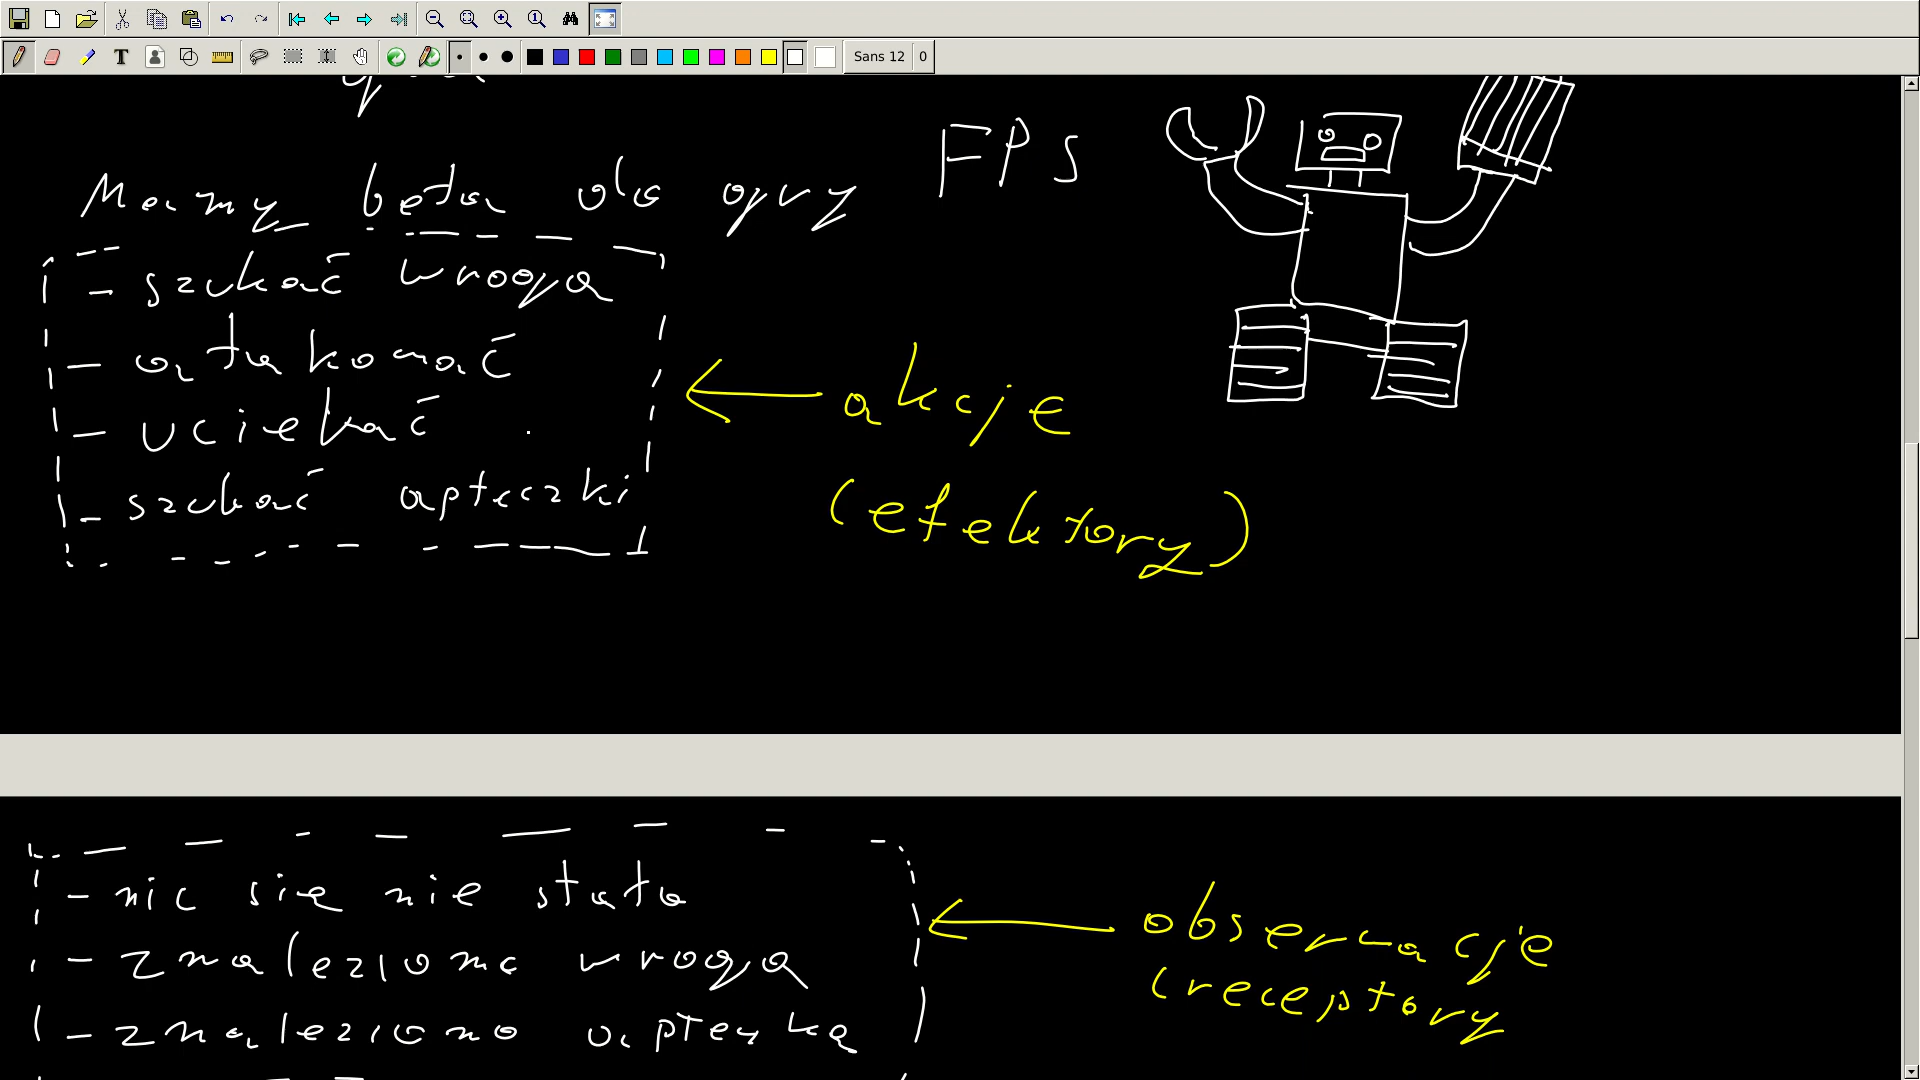 Sans 12 0
Mamy bota do gry FPS
- szukać wroga
- atakować
- uciekać
- szukać apteczki
akcje
(efektory)
- nic się nie stało
- znaleziono wroga
- znaleziono apteczkę
obserwacje
(receptory